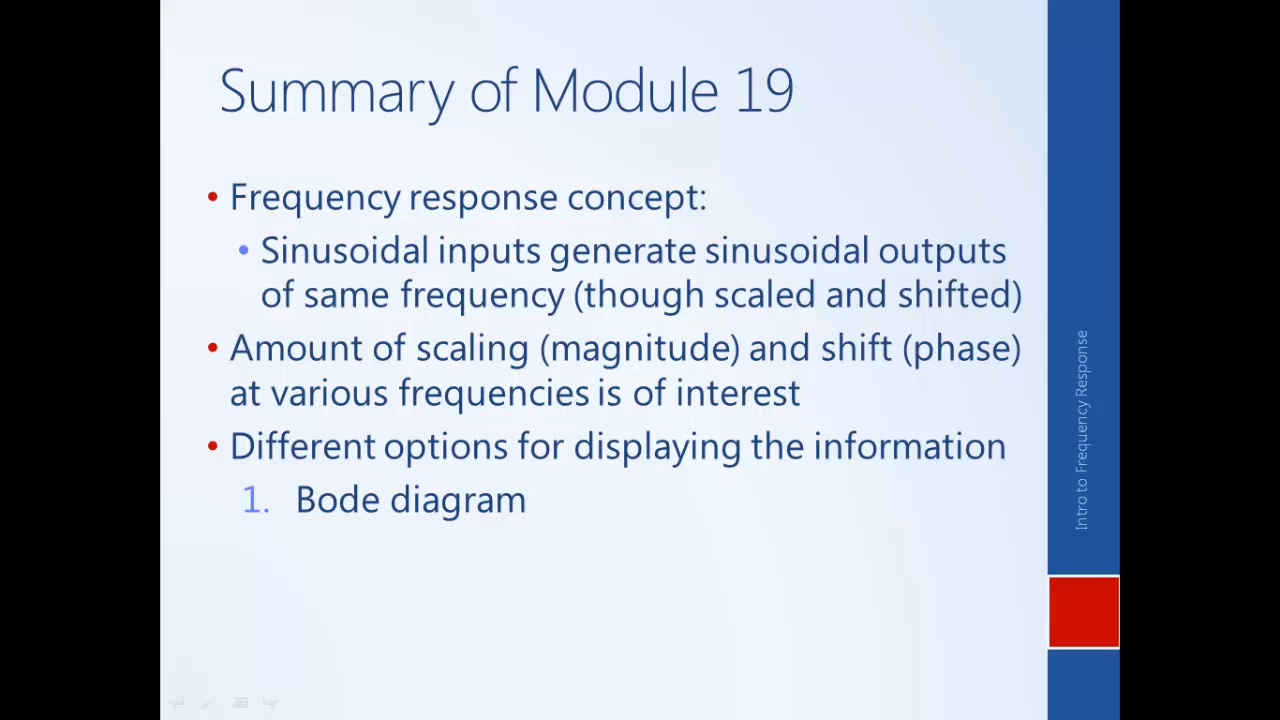 Summary of Module 19
• Frequency response concept:
• Sinusoidal inputs generate sinusoidal outputs
of same frequency (though scaled and shifted)
• Amount of scaling (magnitude) and shift (phase)
at various frequencies is of interest
• Different options for displaying the information
1. Bode diagram
Intro to Frequency Response